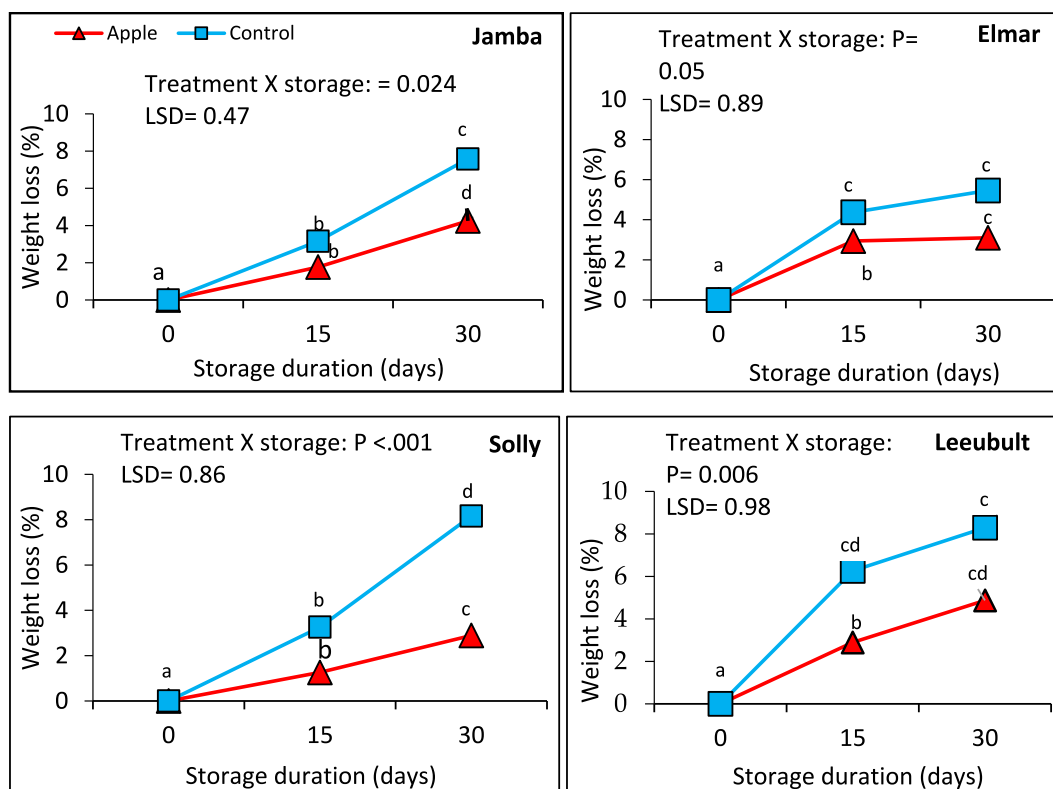 Apple Control Jamba
Treatment X storage: = 0.024
LSD= 0.47
10
8
6
4
2
0
Weight loss (%)
a
b
b
c
d
0 15 30
Storage duration (days)
Treatment X storage: P=
0.05
LSD= 0.89
Elmar
10
8
6
4
2
0
Weight loss (%)
a
c
b
c
c
0 15 30
Storage duration (days)
Treatment X storage: P <.001
LSD= 0.86
Solly
10
8
6
4
2
0
Weight loss (%)
a
b
b
d
c
0 15 30
Storage duration (days)
Treatment X storage:
P= 0.006
LSD= 0.98
Leeubult
10
8
6
4
2
0
Weight loss (%)
a
cd
b
c
cd
0 15 30
Storage duration (days)